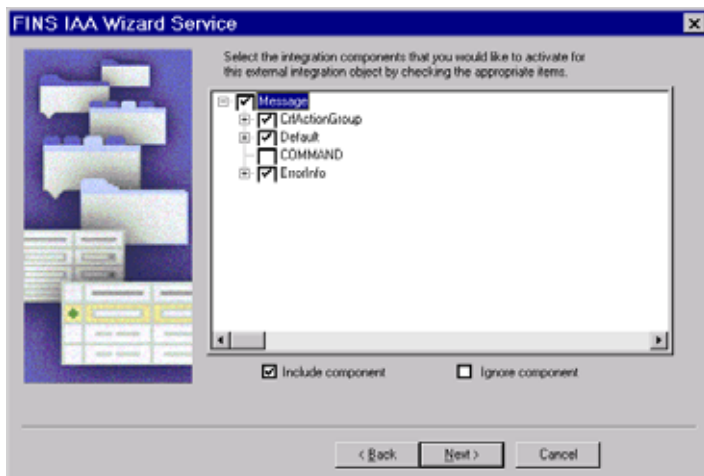 FINS IAA Wizard Service
Select the integration components that you would like to activate for
this external integration object by checking the appropriate items.
Message
CrfActionGroup
Default
COMMAND
ErrorInfo
Include component
Ignore component
< Back
Next >
Cancel